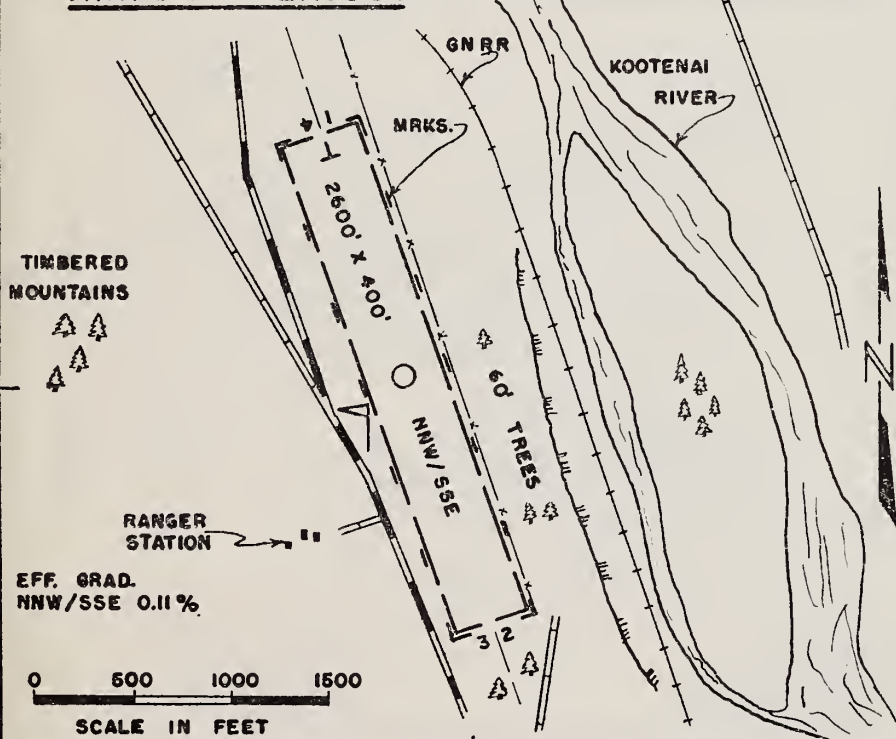 GN RR
KOOTENAI
RIVER
MRKS.
4
2600' X 400'
TIMBERED
MOUNTAINS
N
60' TREES
NNW/SSE
RANGER
STATION
EFF. GRAD.
NNW/SSE 0.11%
3 2
0 500 1000 1500
SCALE IN FEET